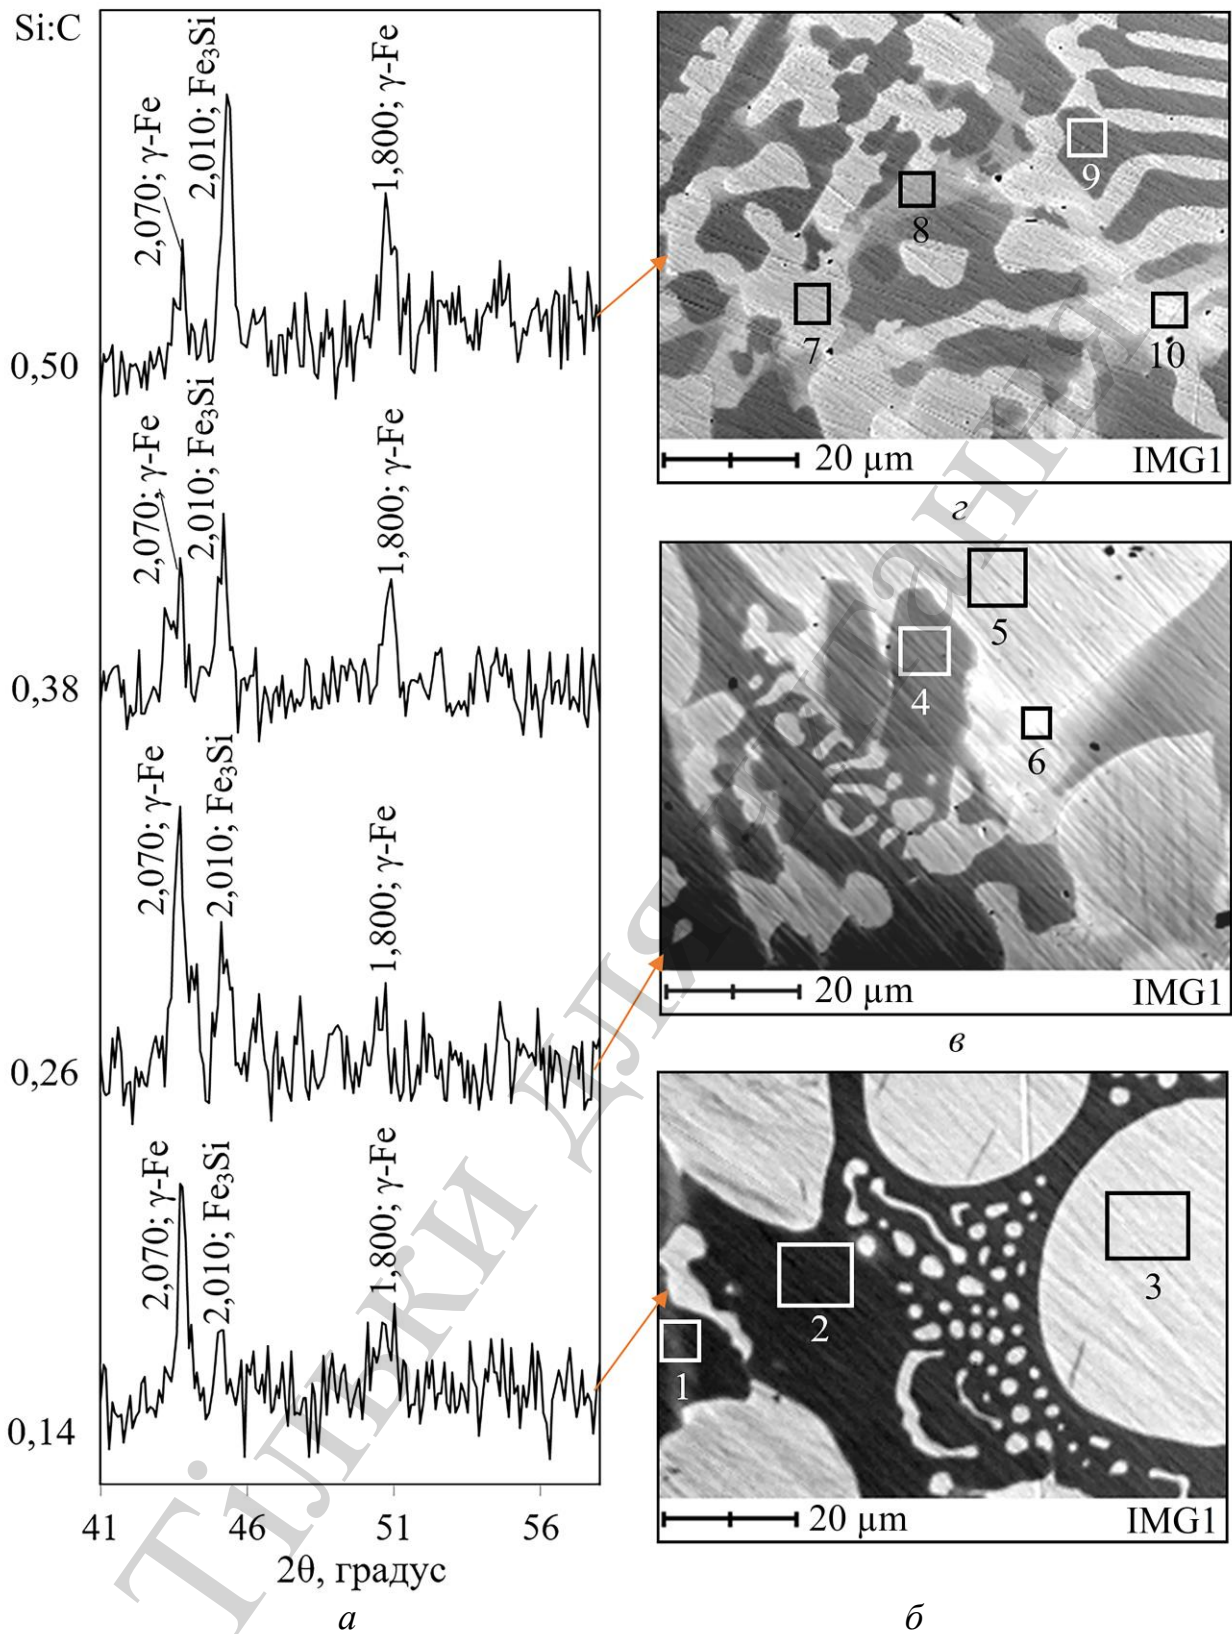 Si:C
2,070; γ-Fe
2,010; Fe₃Si
1,800; γ-Fe
0,50
2,070; γ-Fe
2,010; Fe₃Si
1,800; γ-Fe
0,38
2,070; γ-Fe
2,010; Fe₃Si
1,800; γ-Fe
0,26
2,070; γ-Fe
2,010; Fe₃Si
1,800; γ-Fe
0,14
41 46 51 56
2θ, градус
а
9
8
7
10
20 µm IMG1
г
5
4
6
20 µm IMG1
в
3
2
1
20 µm IMG1
б
Тільки для